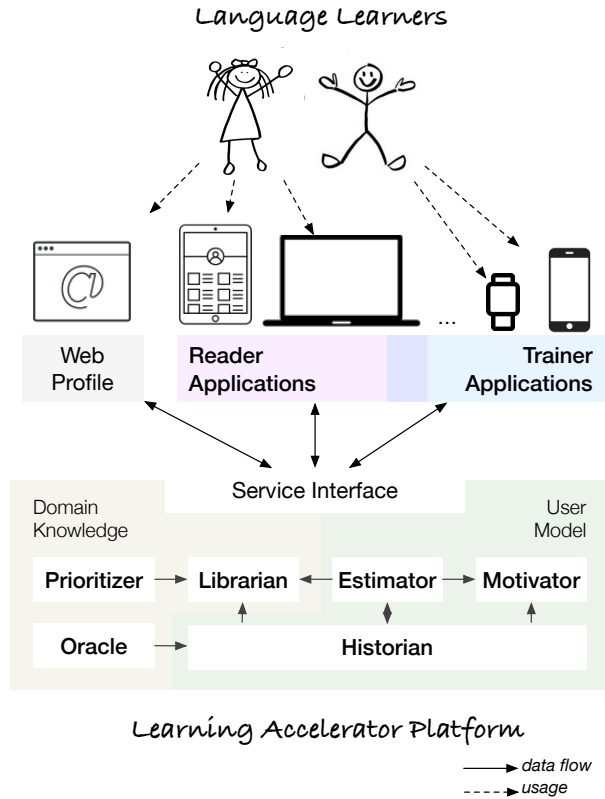 Language Learners
@
...
Web
Profile
Reader
Applications
Trainer
Applications
Service Interface
Domain
Knowledge
User
Model
Prioritizer
Librarian
Estimator
Motivator
Oracle
Historian
Learning Accelerator Platform
data flow
usage